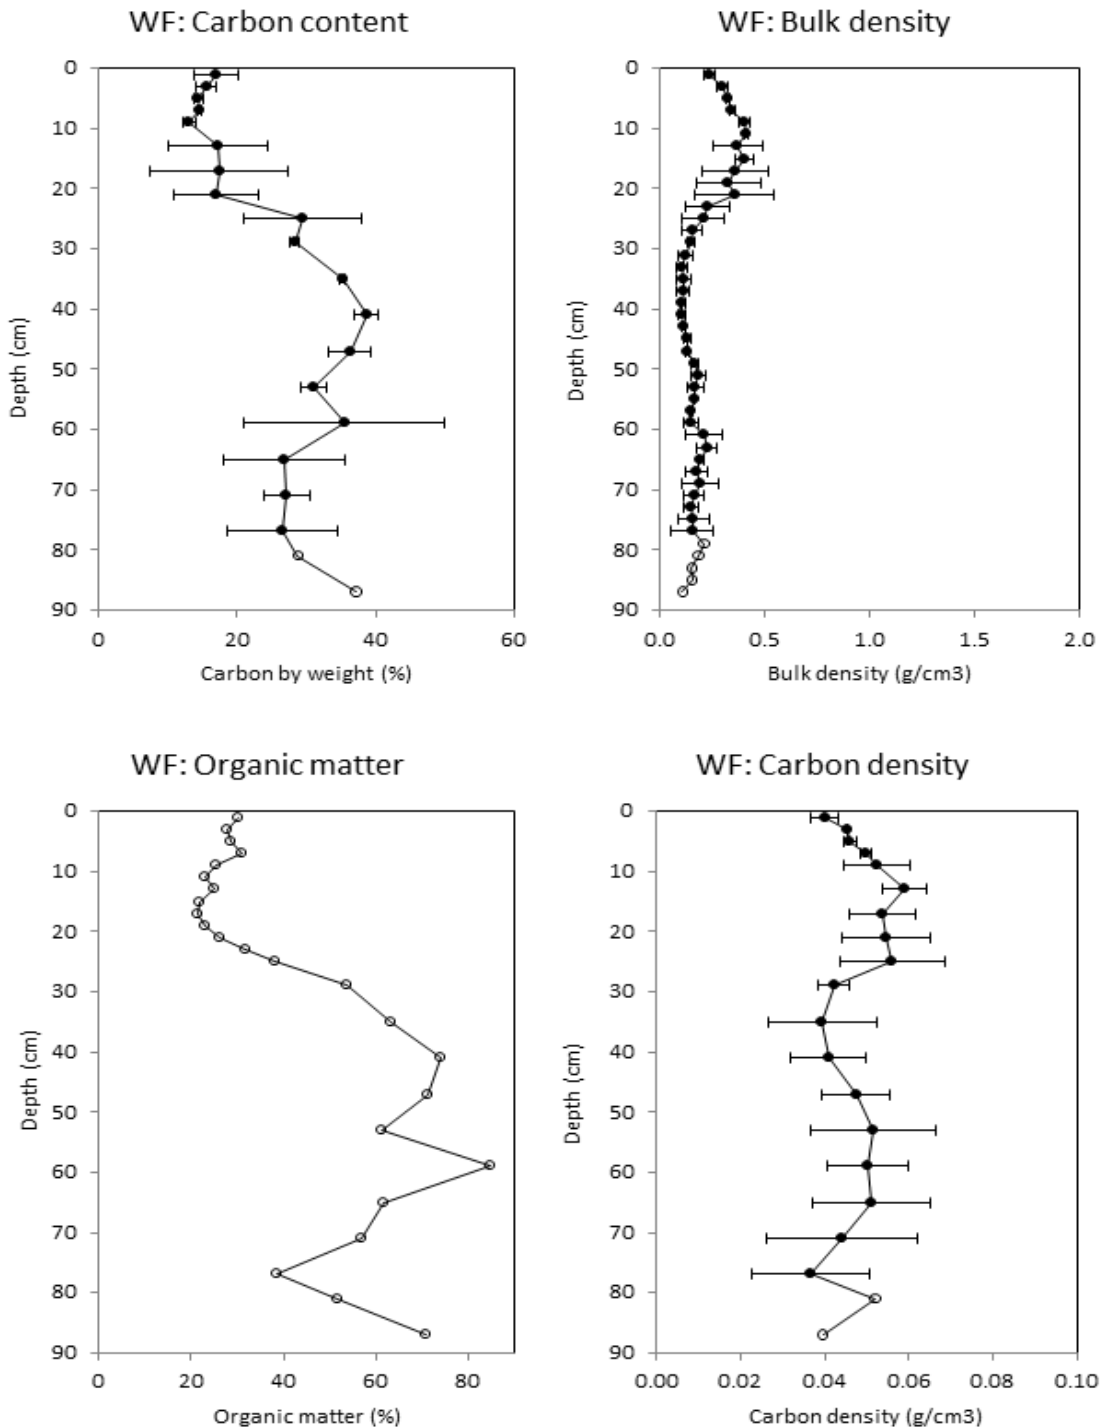 WF: Carbon content
0
10
20
30
40
50
60
70
80
90
Depth (cm)
0 20 40 60
Carbon by weight (%)
WF: Bulk density
0
10
20
30
40
50
60
70
80
90
Depth (cm)
0.0 0.5 1.0 1.5 2.0
Bulk density (g/cm3)
WF: Organic matter
0
10
20
30
40
50
60
70
80
90
Depth (cm)
0 20 40 60 80
Organic matter (%)
WF: Carbon density
0
10
20
30
40
50
60
70
80
90
Depth (cm)
0.00 0.02 0.04 0.06 0.08 0.10
Carbon density (g/cm3)